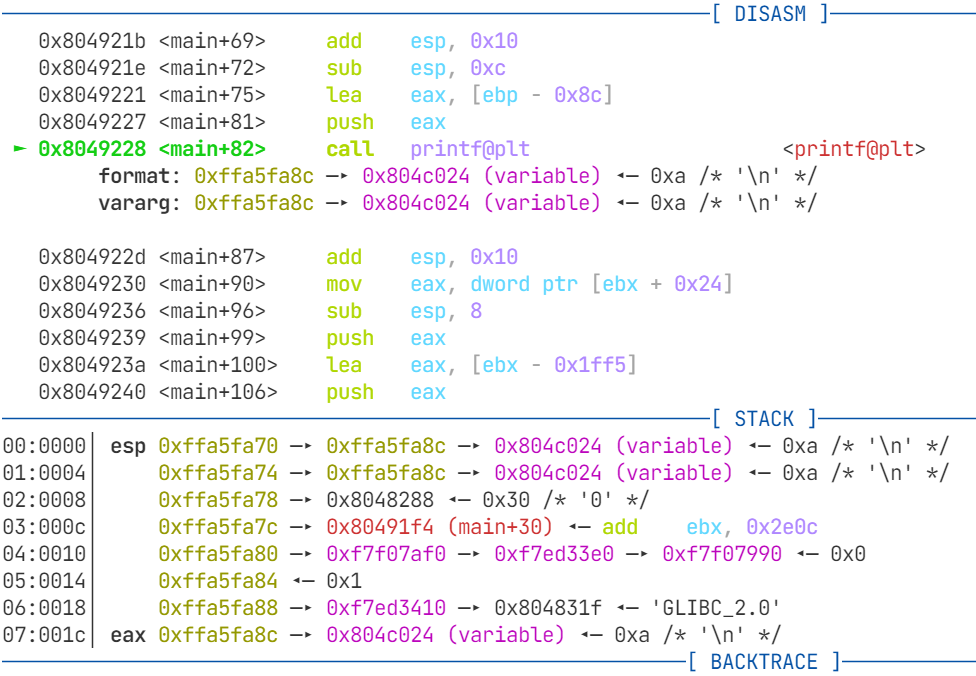 [ DISASM ]
0x804921b <main+69> add esp, 0x10
0x804921e <main+72> sub esp, 0xc
0x8049221 <main+75> lea eax, [ebp - 0x8c]
0x8049227 <main+81> push eax
► 0x8049228 <main+82> call printf@plt <printf@plt>
format: 0xffa5fa8c —▸ 0x804c024 (variable) ◂— 0xa /* '\n' */
vararg: 0xffa5fa8c —▸ 0x804c024 (variable) ◂— 0xa /* '\n' */
0x804922d <main+87> add esp, 0x10
0x8049230 <main+90> mov eax, dword ptr [ebx + 0x24]
0x8049236 <main+96> sub esp, 8
0x8049239 <main+99> push eax
0x804923a <main+100> lea eax, [ebx - 0x1ff5]
0x8049240 <main+106> push eax
[ STACK ]
00:0000│ esp 0xffa5fa70 —▸ 0xffa5fa8c —▸ 0x804c024 (variable) ◂— 0xa /* '\n' */
01:0004│ 0xffa5fa74 —▸ 0xffa5fa8c —▸ 0x804c024 (variable) ◂— 0xa /* '\n' */
02:0008│ 0xffa5fa78 —▸ 0x8048288 ◂— 0x30 /* '0' */
03:000c│ 0xffa5fa7c —▸ 0x80491f4 (main+30) ◂— add ebx, 0x2e0c
04:0010│ 0xffa5fa80 —▸ 0xf7f07af0 —▸ 0xf7ed33e0 —▸ 0xf7f07990 ◂— 0x0
05:0014│ 0xffa5fa84 ◂— 0x1
06:0018│ 0xffa5fa88 —▸ 0xf7ed3410 —▸ 0x804831f ◂— 'GLIBC_2.0'
07:001c│ eax 0xffa5fa8c —▸ 0x804c024 (variable) ◂— 0xa /* '\n' */
[ BACKTRACE ]